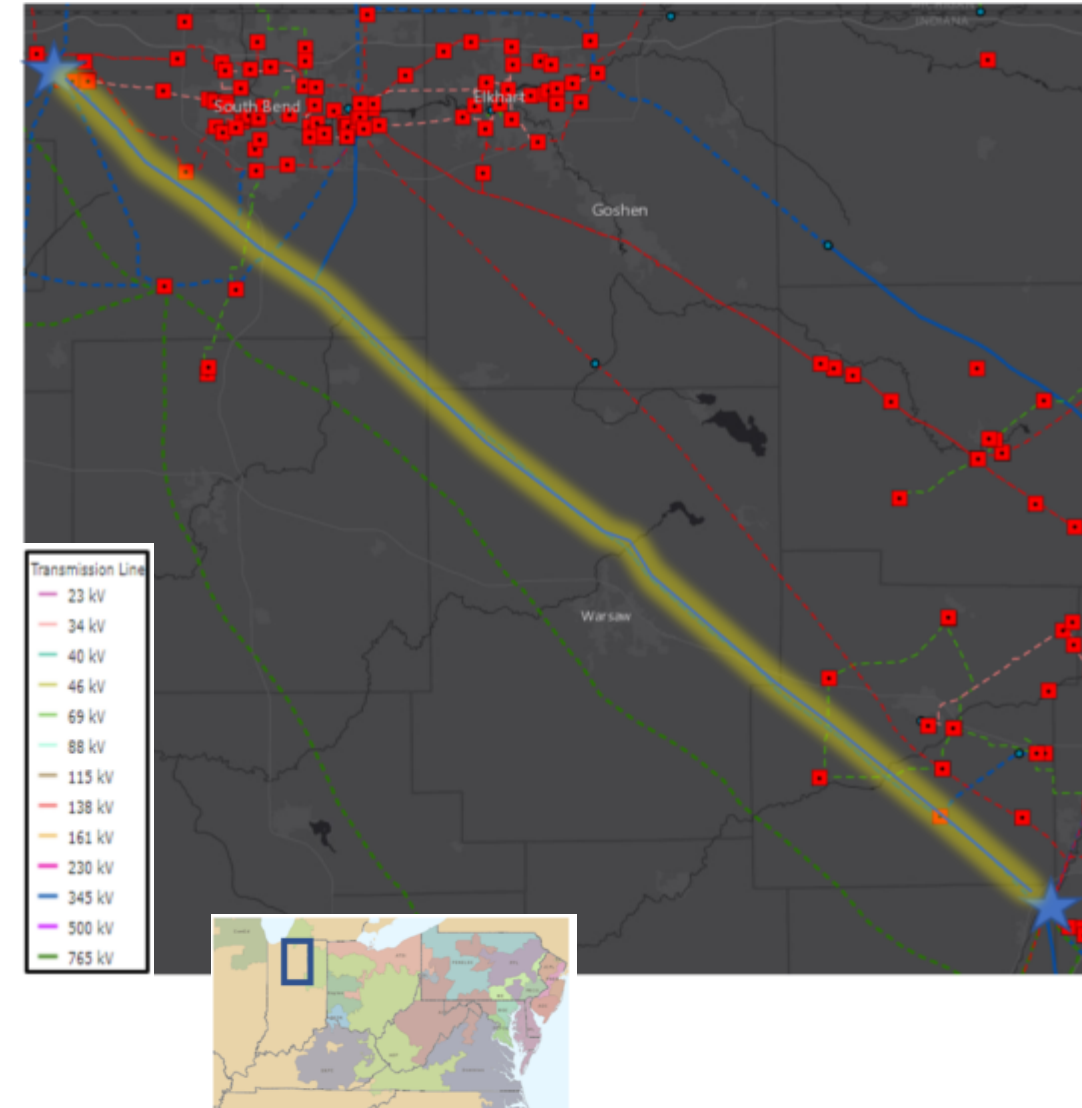 INDIANA
South Bend
Elkhart
Goshen
Warsaw
Transmission Line
23 kV
34 kV
40 kV
46 kV
69 kV
88 kV
115 kV
138 kV
161 kV
230 kV
345 kV
500 kV
765 kV